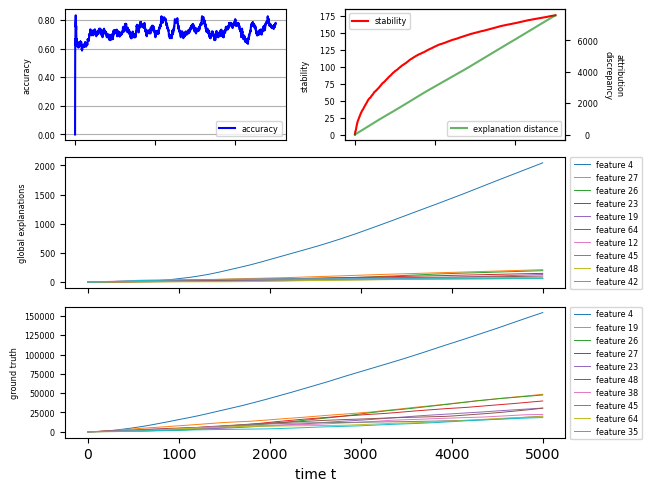 accuracy
0.80
0.60
0.40
0.20
0.00
accuracy
stability
175
150
125
100
75
50
25
0
stability
explanation distance
6000
4000
2000
0
attribution
discrepancy
global explanations
2000
1500
1000
500
0
feature 4
feature 27
feature 26
feature 23
feature 19
feature 64
feature 12
feature 45
feature 48
feature 42
ground truth
150000
125000
100000
75000
50000
25000
0
feature 4
feature 19
feature 26
feature 27
feature 23
feature 48
feature 38
feature 45
feature 64
feature 35
0 1000 2000 3000 4000 5000
time t